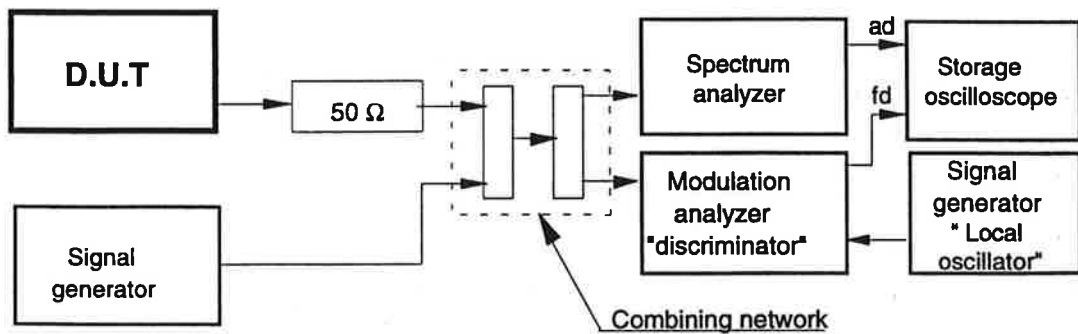 D.U.T
50 Ω
Signal
generator
Spectrum
analyzer
ad
fd
Storage
oscilloscope
Modulation
analyzer
"discriminator"
Signal
generator
" Local
oscillator"
Combining network